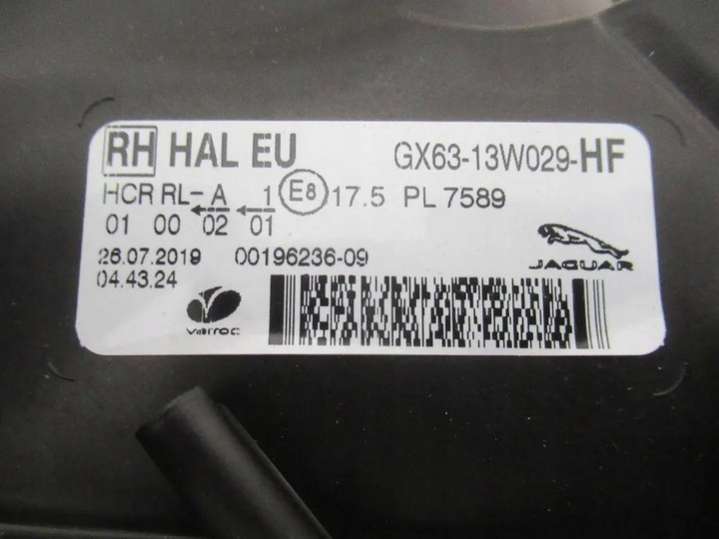 RH HAL EU GX63-13W029-HF
HCR RL- A 1 E8 17.5 PL 7589
01 00 02 01
26.07.2019 00196236-09
04.43.24
JAGUAR
varroc